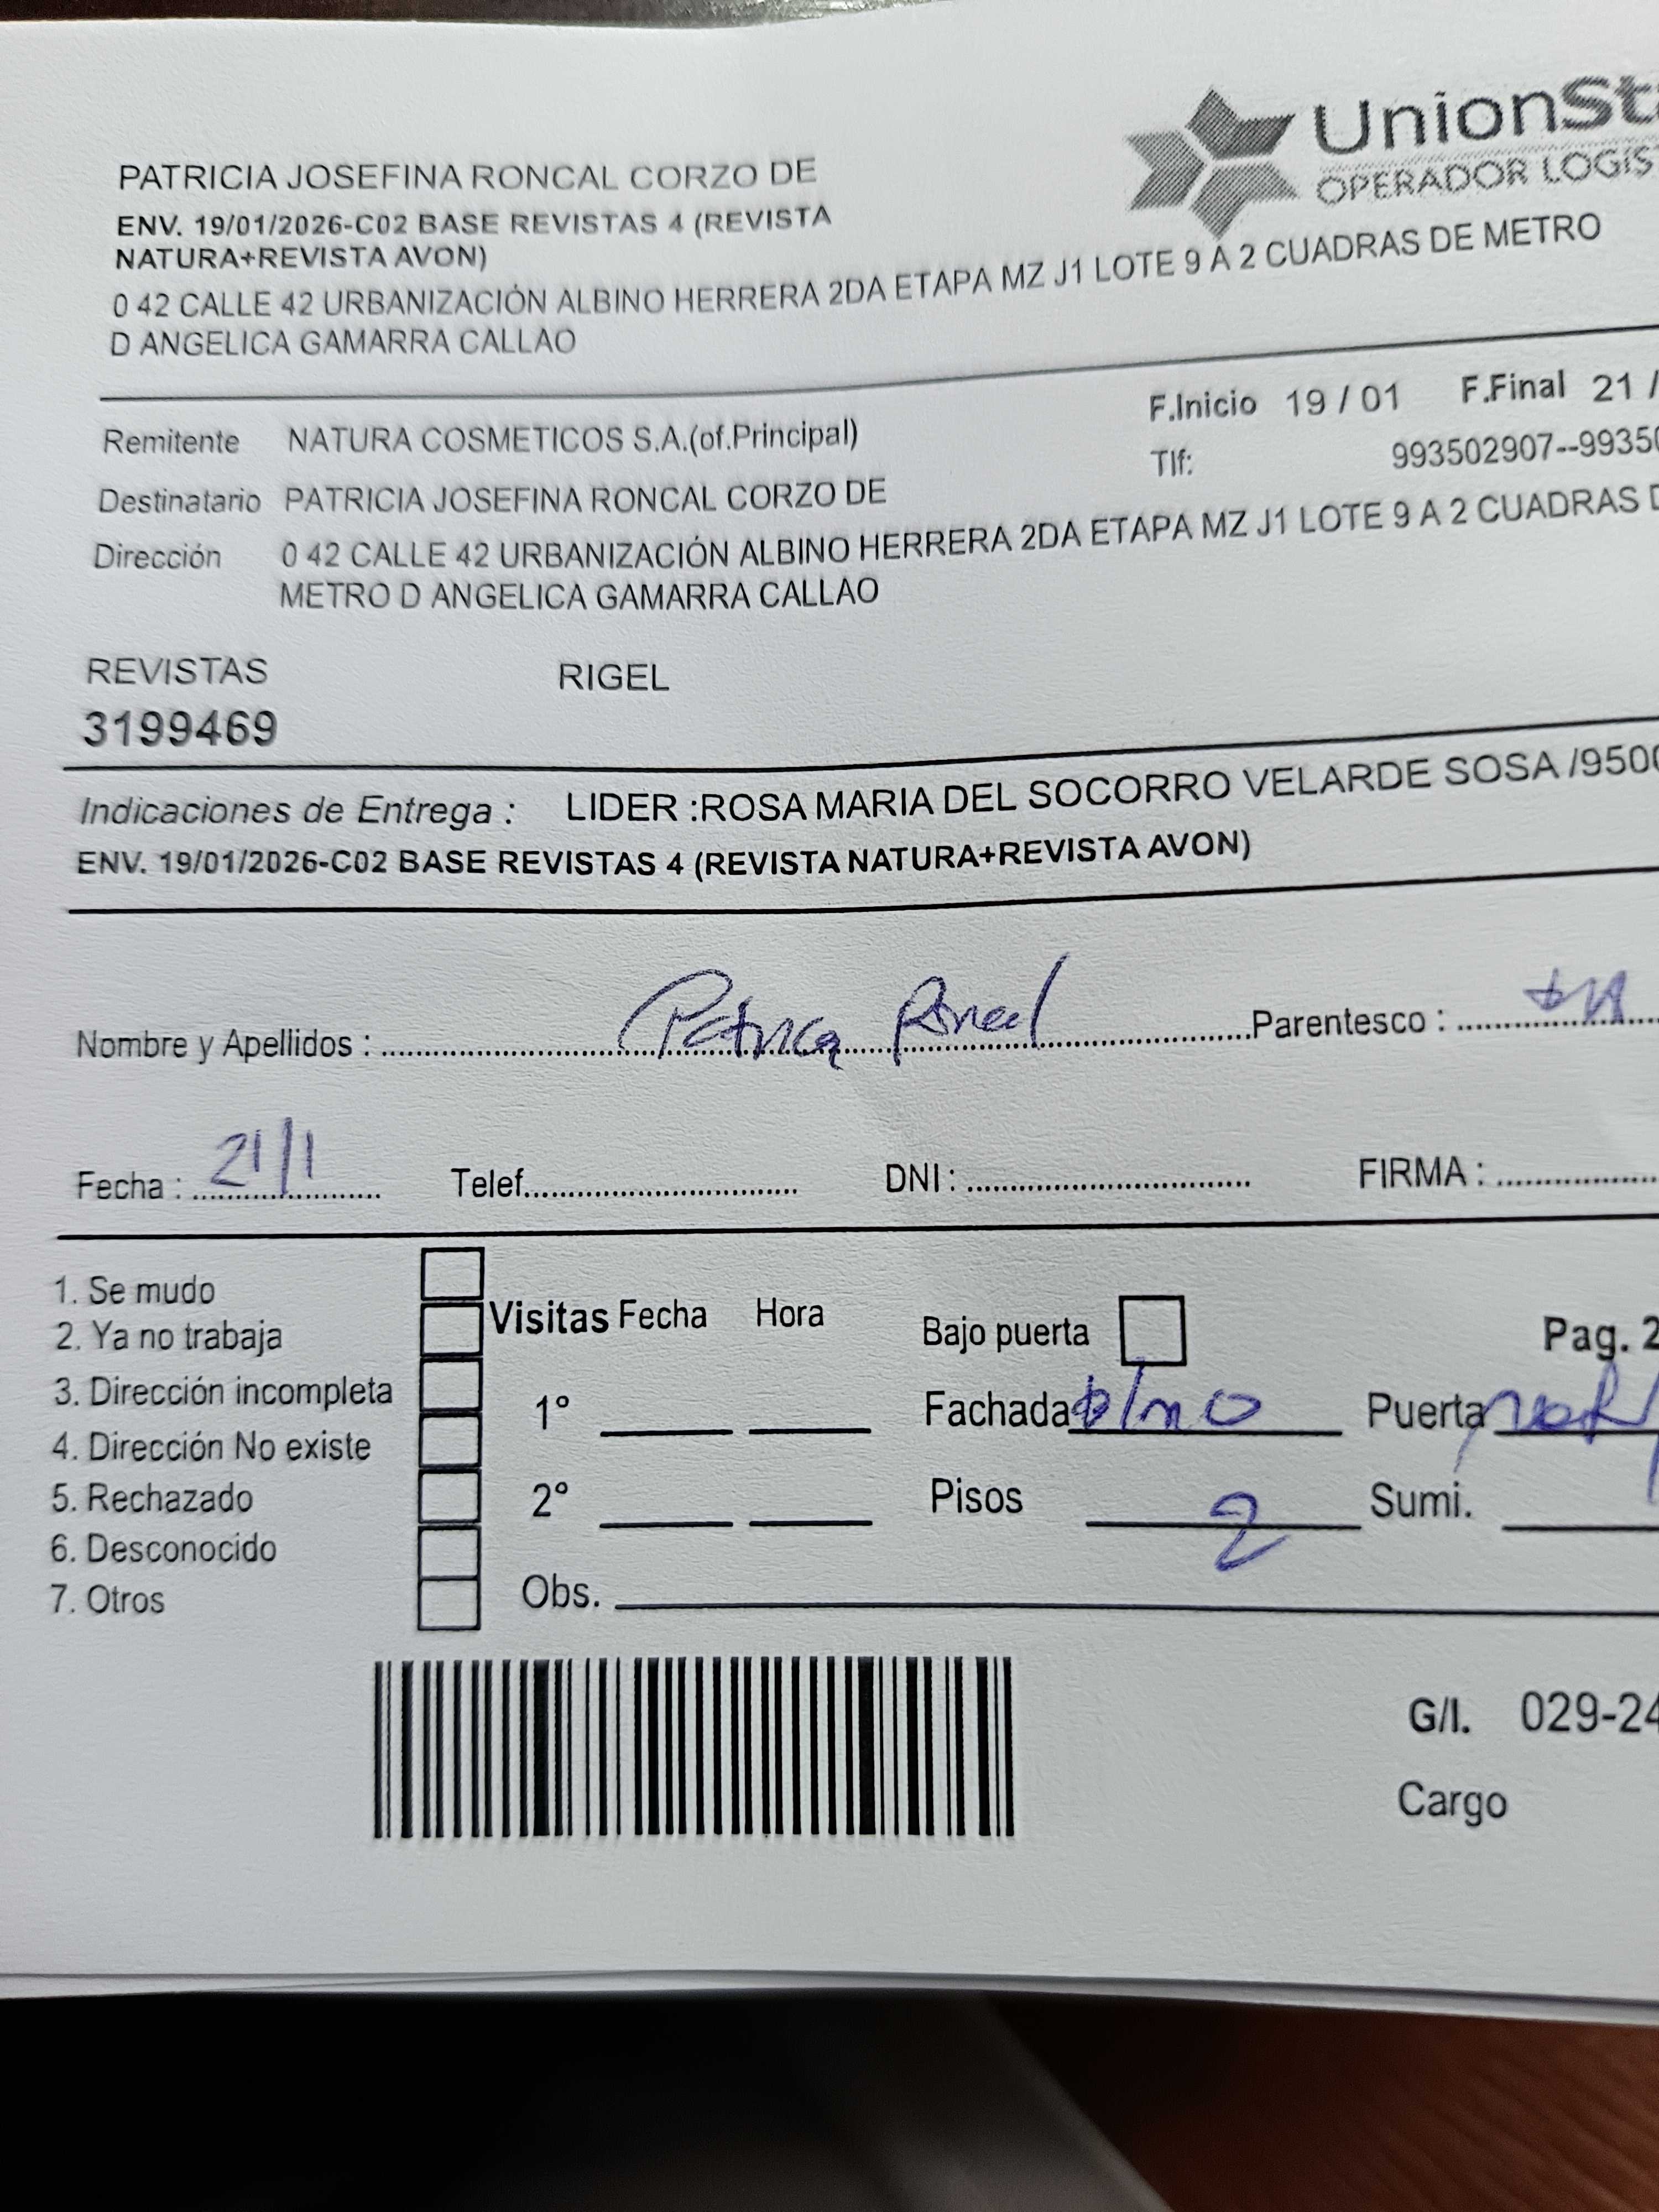 UnionSt
OPERADOR LOGIS
PATRICIA JOSEFINA RONCAL CORZO DE
ENV. 19/01/2026-C02 BASE REVISTAS 4 (REVISTA
NATURA+REVISTA AVON)
0 42 CALLE 42 URBANIZACIÓN ALBINO HERRERA 2DA ETAPA MZ J1 LOTE 9 A 2 CUADRAS DE METRO
D ANGELICA GAMARRA CALLAO
F.Inicio 19 / 01 F.Final 21 /
Remitente NATURA COSMETICOS S.A.(of.Principal)
Tlf: 993502907--9935
Destinatario PATRICIA JOSEFINA RONCAL CORZO DE
Dirección 0 42 CALLE 42 URBANIZACIÓN ALBINO HERRERA 2DA ETAPA MZ J1 LOTE 9 A 2 CUADRAS D
METRO D ANGELICA GAMARRA CALLAO
REVISTAS RIGEL
3199469
Indicaciones de Entrega : LIDER :ROSA MARIA DEL SOCORRO VELARDE SOSA /950
ENV. 19/01/2026-C02 BASE REVISTAS 4 (REVISTA NATURA+REVISTA AVON)
Nombre y Apellidos : Patricia Roncal Parentesco :
Fecha : 21/1 Telef. DNI : FIRMA :
1. Se mudo
2. Ya no trabaja
3. Dirección incompleta
4. Dirección No existe
5. Rechazado
6. Desconocido
7. Otros
Visitas Fecha Hora
1º
2º
Obs.
Bajo puerta Pag. 2
Fachada Puerta
Pisos 2 Sumi.
G/I. 029-24
Cargo